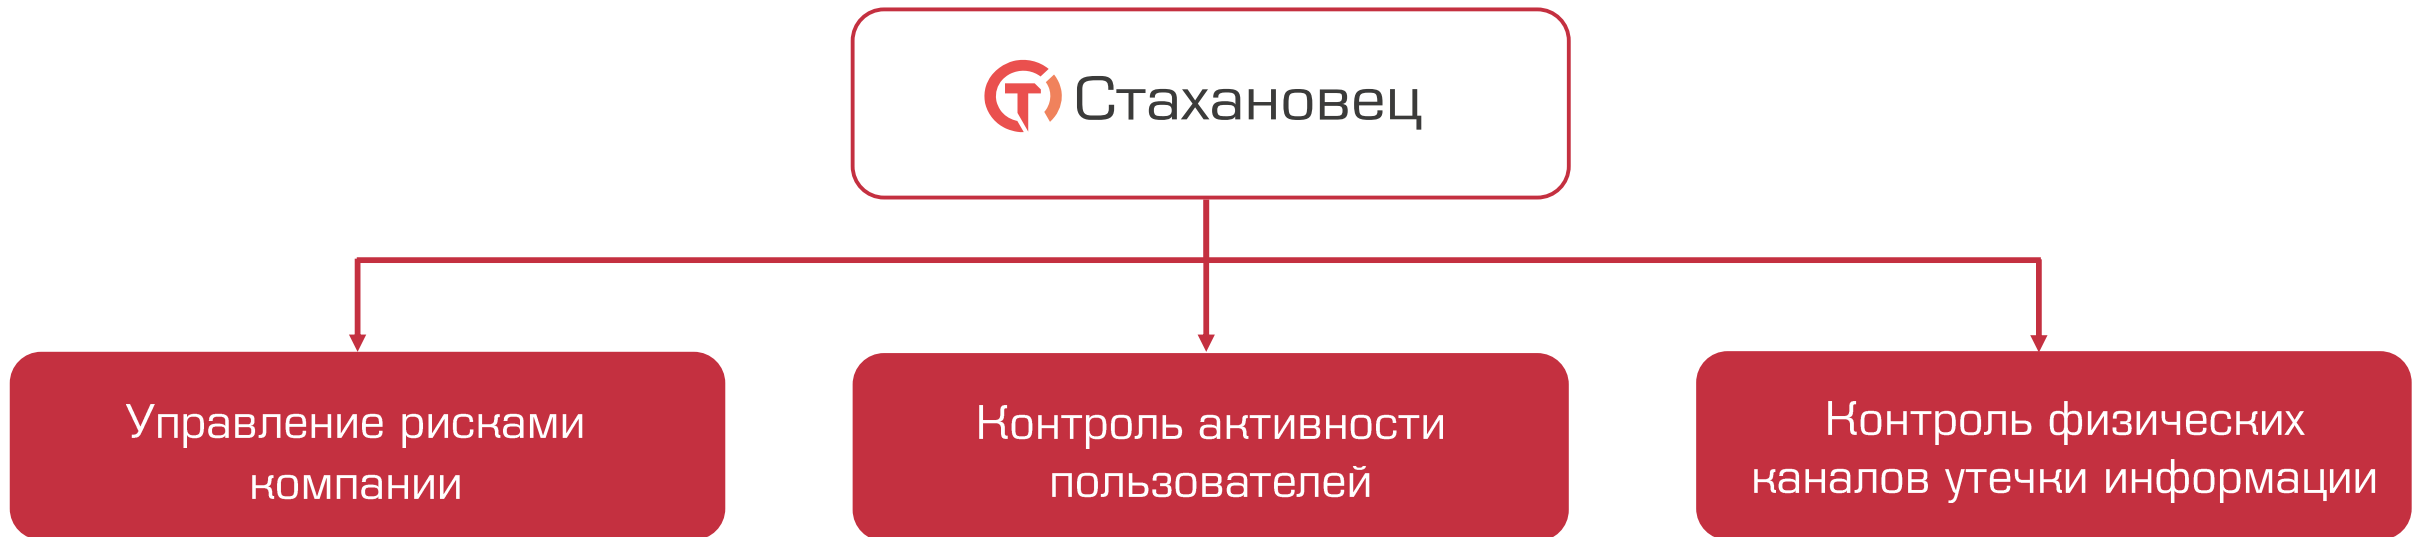 Стахановец
Управление рисками
компании
Контроль активности
пользователей
Контроль физических
каналов утечки информации